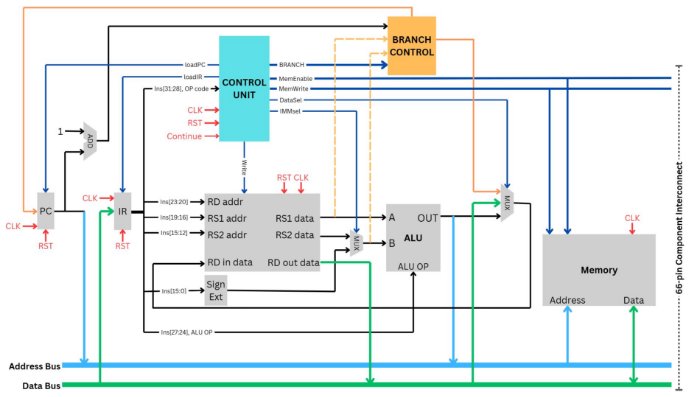 BRANCH
CONTROL
CONTROL
UNIT
loadPC
loadIR
Ins[31:28], OP code
CLK
RST
Continue
BRANCH
MemEnable
MemWrite
DataSel
IMMsel
1
ADD
Write
RST CLK
CLK
PC
CLK
RST
IR
RST
Ins[23:20]
Ins[19:16]
Ins[15:12]
RD addr
RS1 addr
RS2 addr
RD in data
RS1 data
RS2 data
RD out data
MUX
A
B
OUT
ALU
ALU OP
MUX
CLK
Memory
Address
Data
Ins[15:0]
Sign
Ext
Ins[27:24], ALU OP
Address Bus
Data Bus
66-pin Component Interconnect